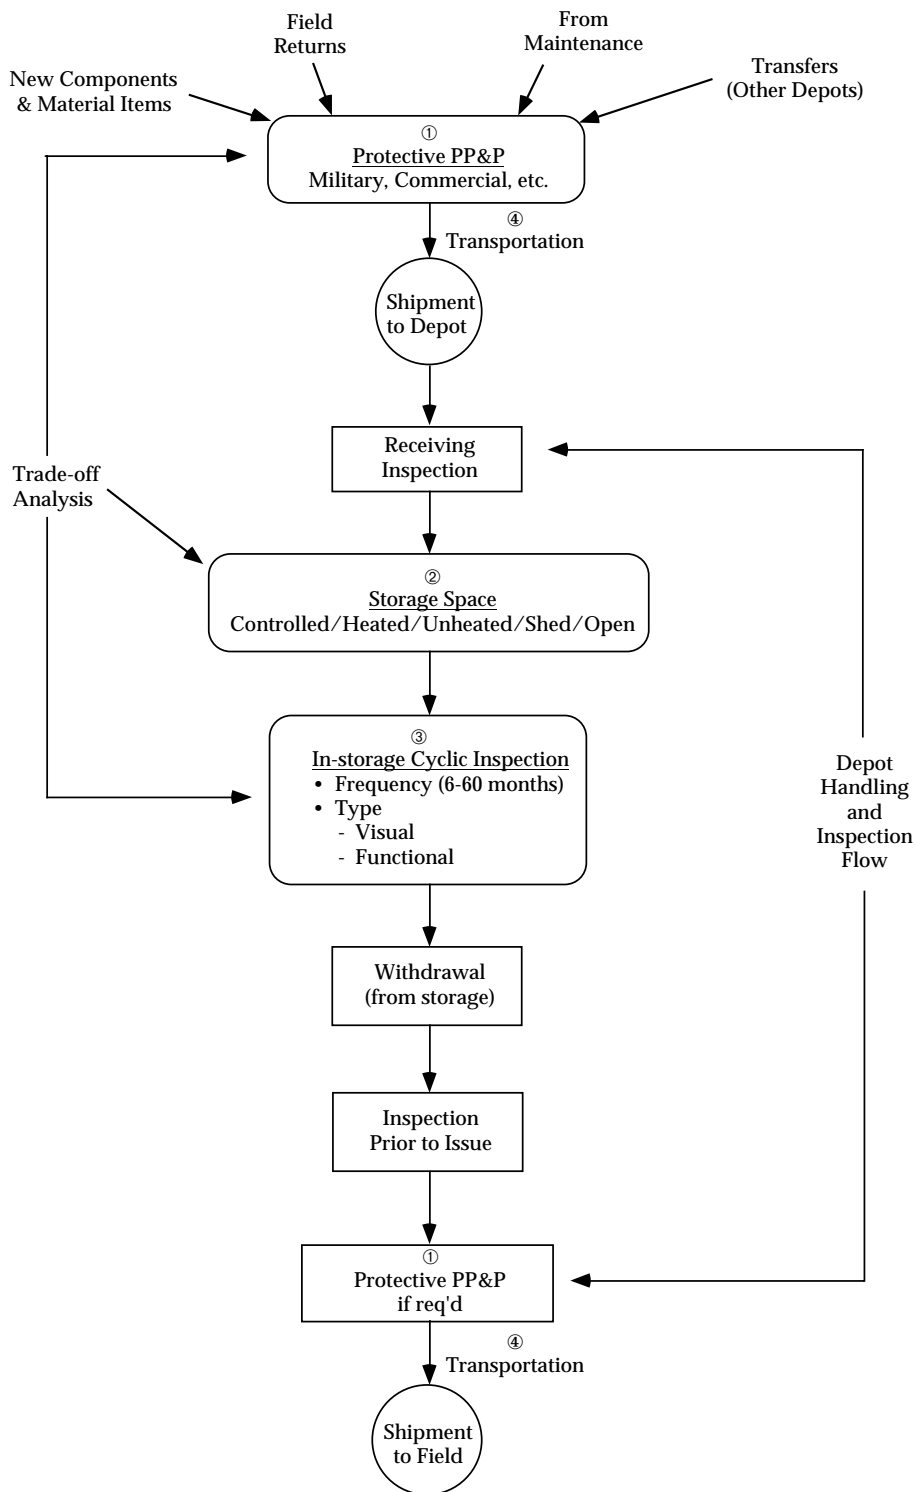 Field
Returns
From
Maintenance
New Components
& Material Items
Transfers
(Other Depots)
①
Protective PP&P
Military, Commercial, etc.
④
Transportation
Shipment
to Depot
Receiving
Inspection
Trade-off
Analysis
②
Storage Space
Controlled/Heated/Unheated/Shed/Open
③
In-storage Cyclic Inspection
• Frequency (6-60 months)
• Type
- Visual
- Functional
Depot
Handling
and
Inspection
Flow
Withdrawal
(from storage)
Inspection
Prior to Issue
①
Protective PP&P
if req'd
④
Transportation
Shipment
to Field